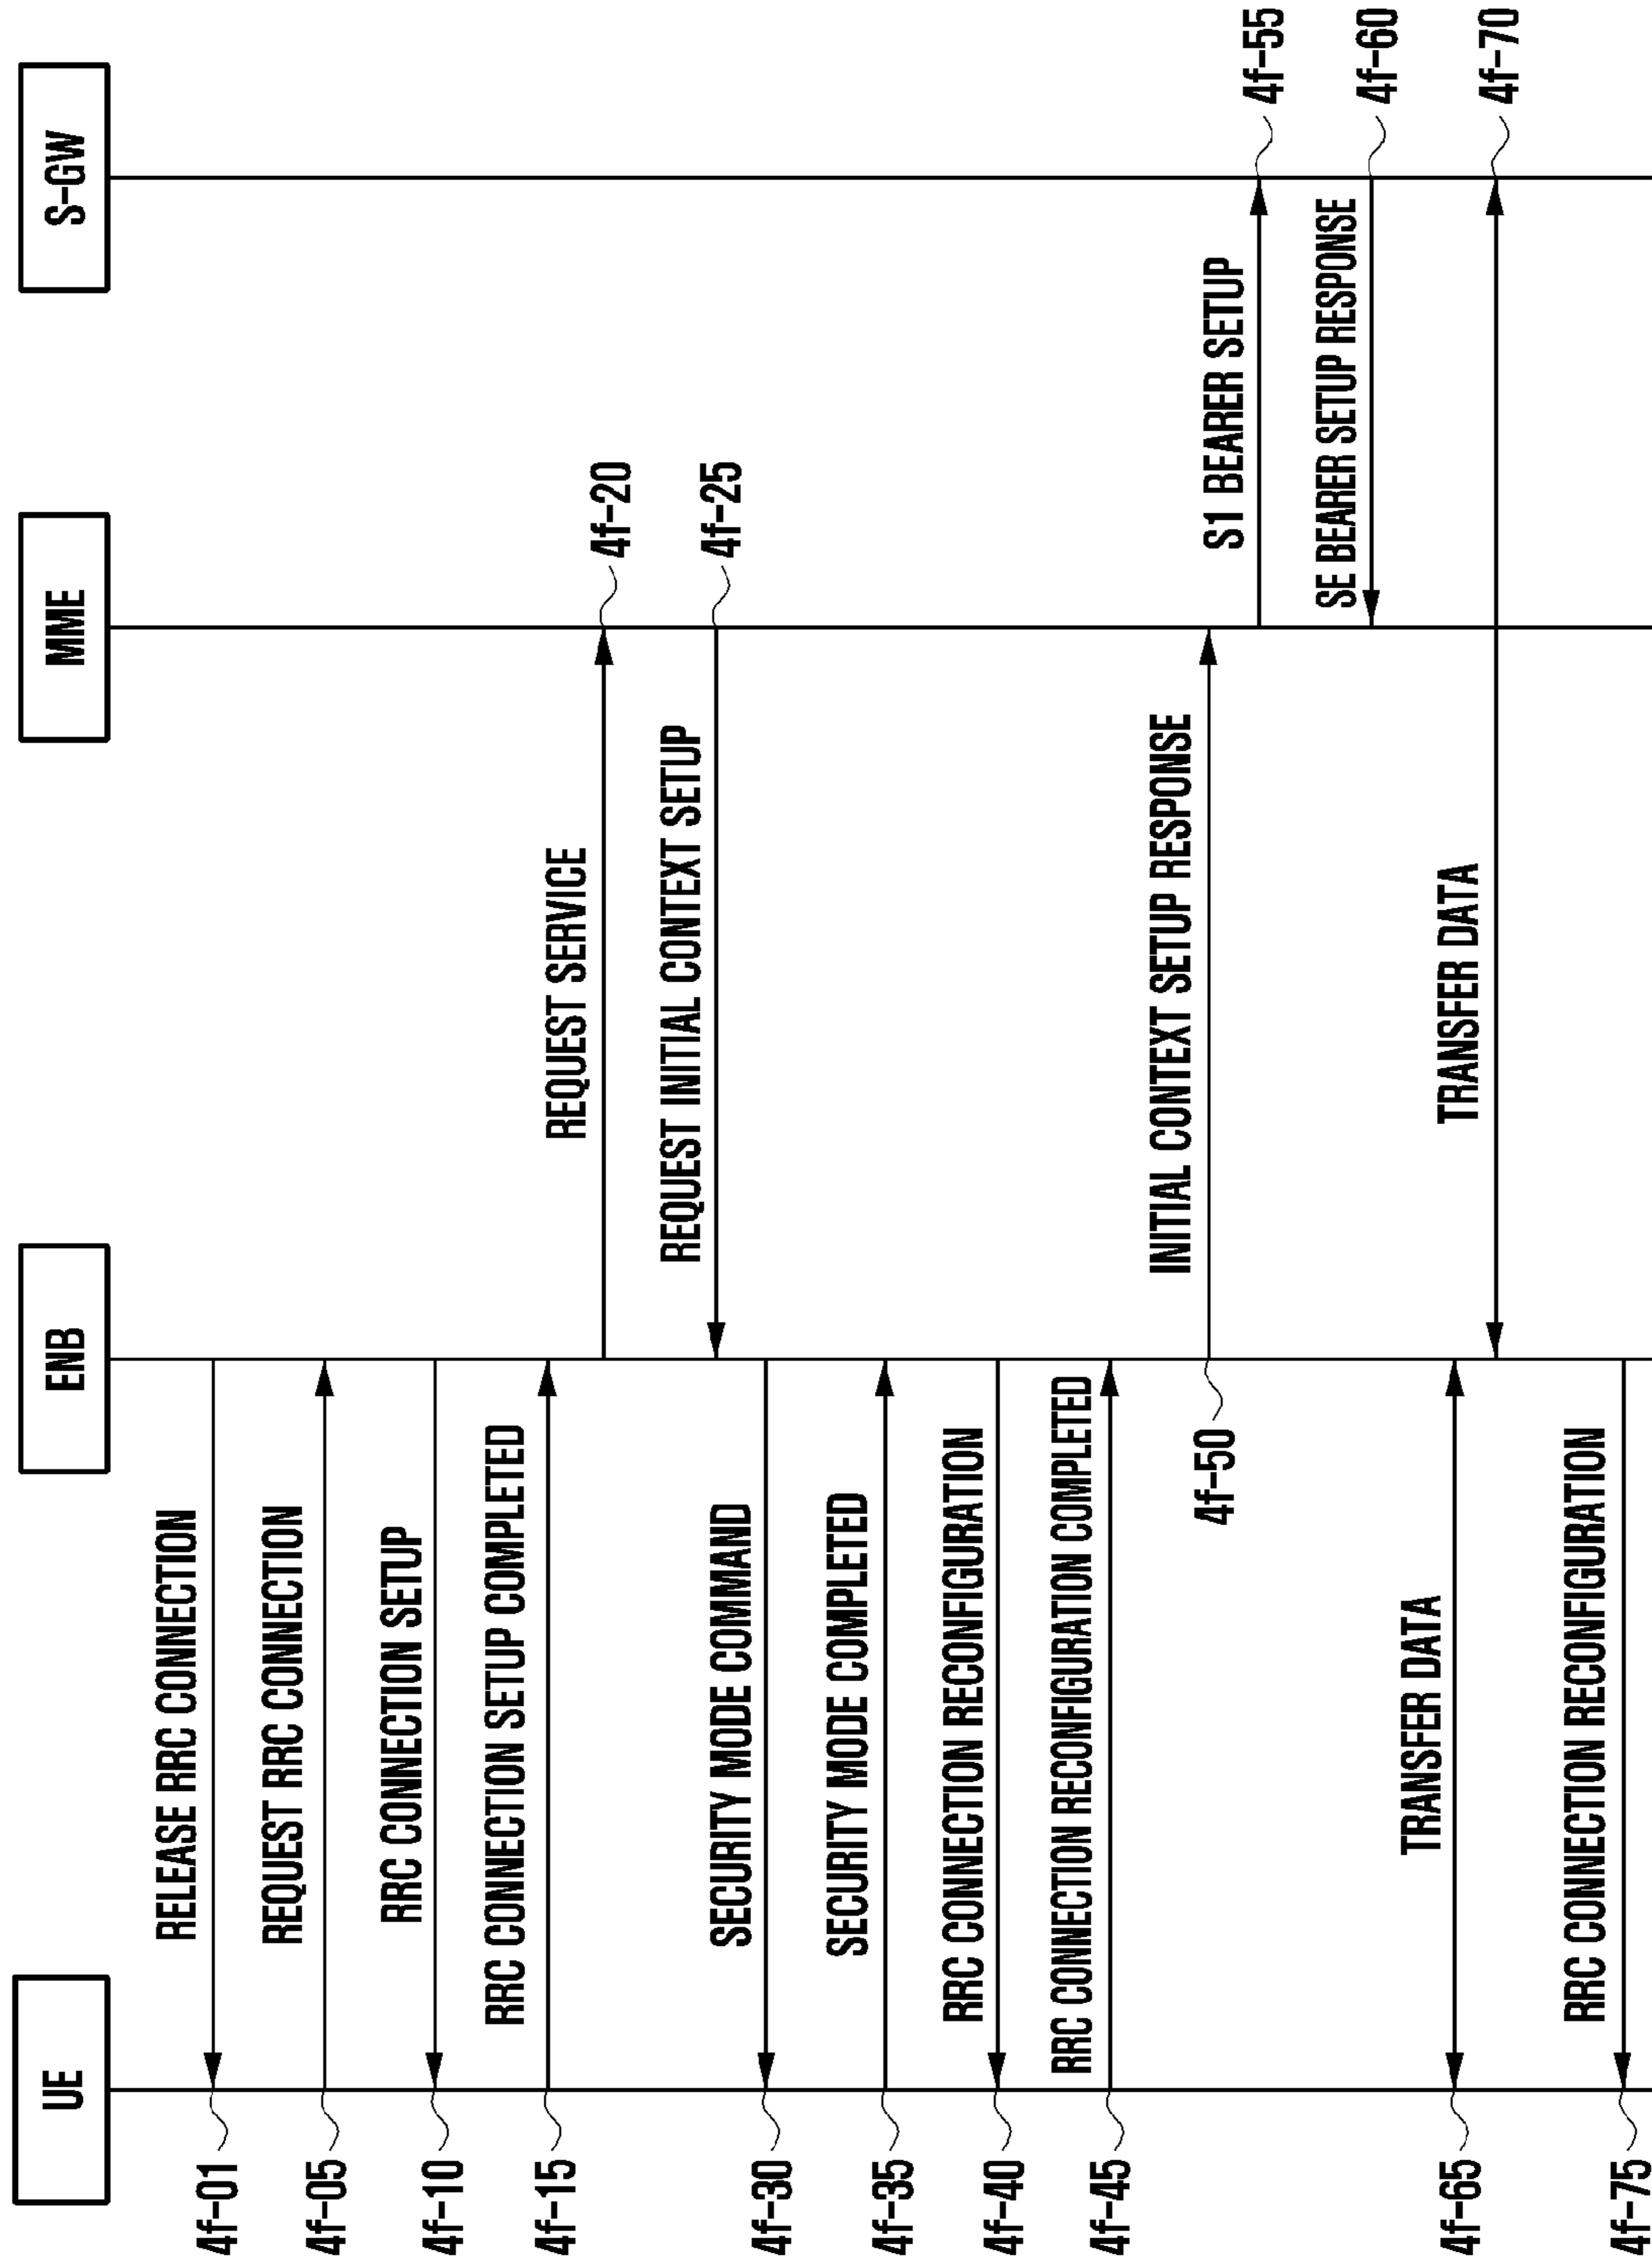 UE
ENB
MME
S-GW
RELEASE RRC CONNECTION
4f-01
REQUEST RRC CONNECTION
4f-05
RRC CONNECTION SETUP
4f-10
RRC CONNECTION SETUP COMPLETED
4f-15
REQUEST SERVICE
4f-20
REQUEST INITIAL CONTEXT SETUP
4f-25
SECURITY MODE COMMAND
4f-30
SECURITY MODE COMPLETED
4f-35
RRC CONNECTION RECONFIGURATION
4f-40
RRC CONNECTION RECONFIGURATION COMPLETED
4f-45
INITIAL CONTEXT SETUP RESPONSE
4f-50
S1 BEARER SETUP
4f-55
SE BEARER SETUP RESPONSE
4f-60
TRANSFER DATA
4f-65
TRANSFER DATA
4f-70
RRC CONNECTION RECONFIGURATION
4f-75